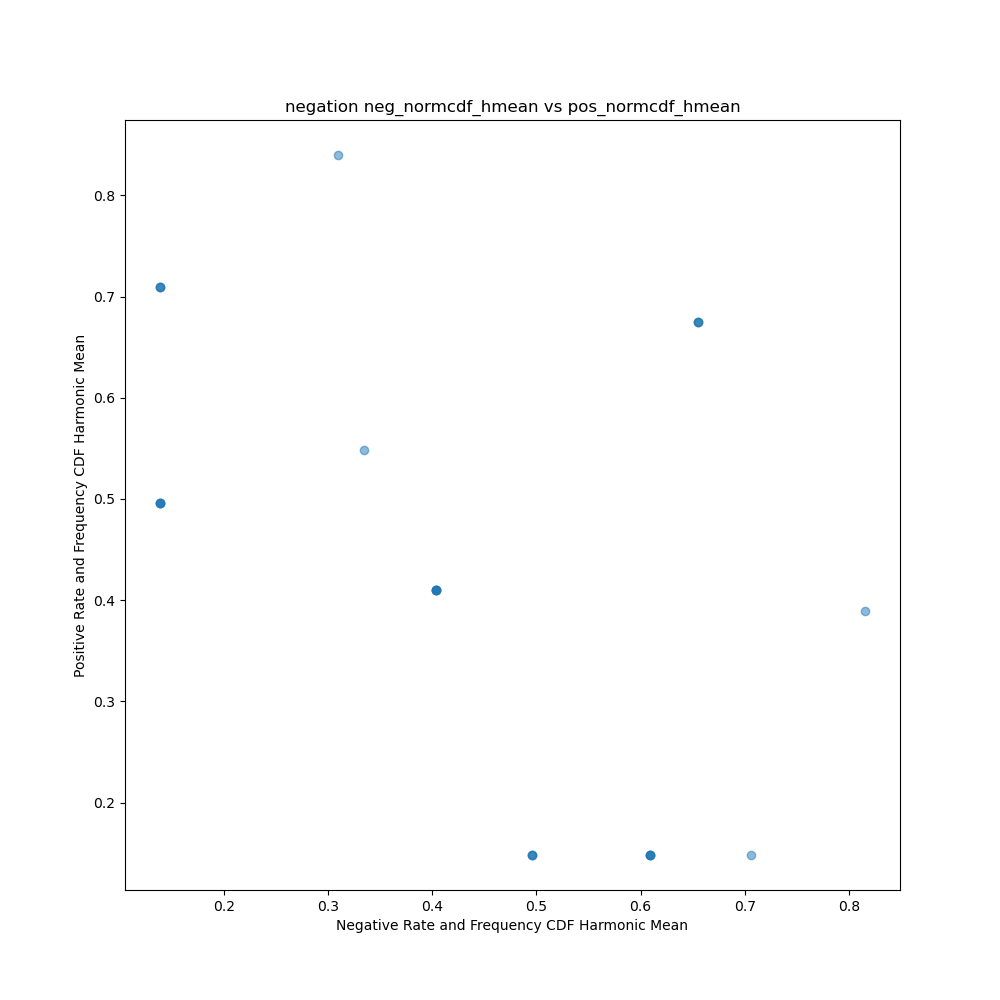 negation neg_normcdf_hmean vs pos_normcdf_hmean
Positive Rate and Frequency CDF Harmonic Mean
0.8
0.7
0.6
0.5
0.4
0.3
0.2
0.2 0.3 0.4 0.5 0.6 0.7 0.8
Negative Rate and Frequency CDF Harmonic Mean